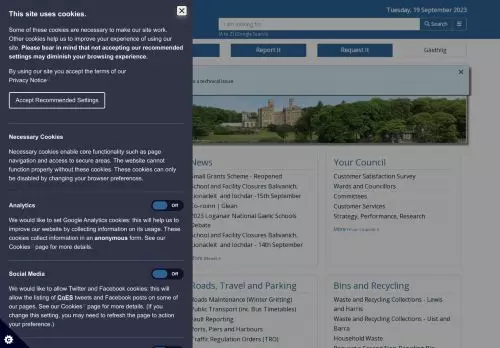 This site uses cookies.
Some of these cookies are necessary to make our site work.
Other cookies help us to improve your experience of using our
site. Please bear in mind that not accepting our recommended
settings may diminish your browsing experience.
By using our site you accept the terms of our
Privacy Notice
Accept Recommended Settings
Necessary Cookies
Necessary cookies enable core functionality such as page
navigation and access to secure areas. The website cannot
function properly without these cookies. These cookies can only
be disabled by changing your browser preferences.
Analytics
Off
We would like to set Google Analytics cookies: this will help us to
improve our website by collecting information on its usage. These
cookies collect information in an anonymous form. See our
Cookies page for more details.
Social Media
Off
We would like to allow Twitter and Facebook cookies: this will
allow the listing of CnES tweets and Facebook posts on some of
our pages. See our Cookies page for more details. (If you
change this setting, you may need to refresh the page to action
your preference.)
Tuesday, 19 September 2023
I am looking for
Search
(A to Z) (Google Search)
Report it
Request it
Gàidhlig
a technical issue
News
Small Grants Scheme - Reopened
School and Facility Closures Balivanich,
and Iochdar -15th September
Co-roinn | Glean
2023 Loganair National Gaelic Schools
Debate
School and Facility Closures Balivanich,
and Iochdar - 14th September
More
Your Council
Customer Satisfaction Survey
Wards and Councillors
Committees
Customer Services
Strategy, Performance, Research
More
Roads, Travel and Parking
Roads Maintenance (Winter Gritting)
Public Transport (inc Bus Timetables)
Fault Reporting
Ports, Piers and Harbours
Traffic Regulation Orders (TRO)
Bins and Recycling
Waste and Recycling Collections - Lewis
and Harris
Waste and Recycling Collections - Uist and
Barra
Household Waste